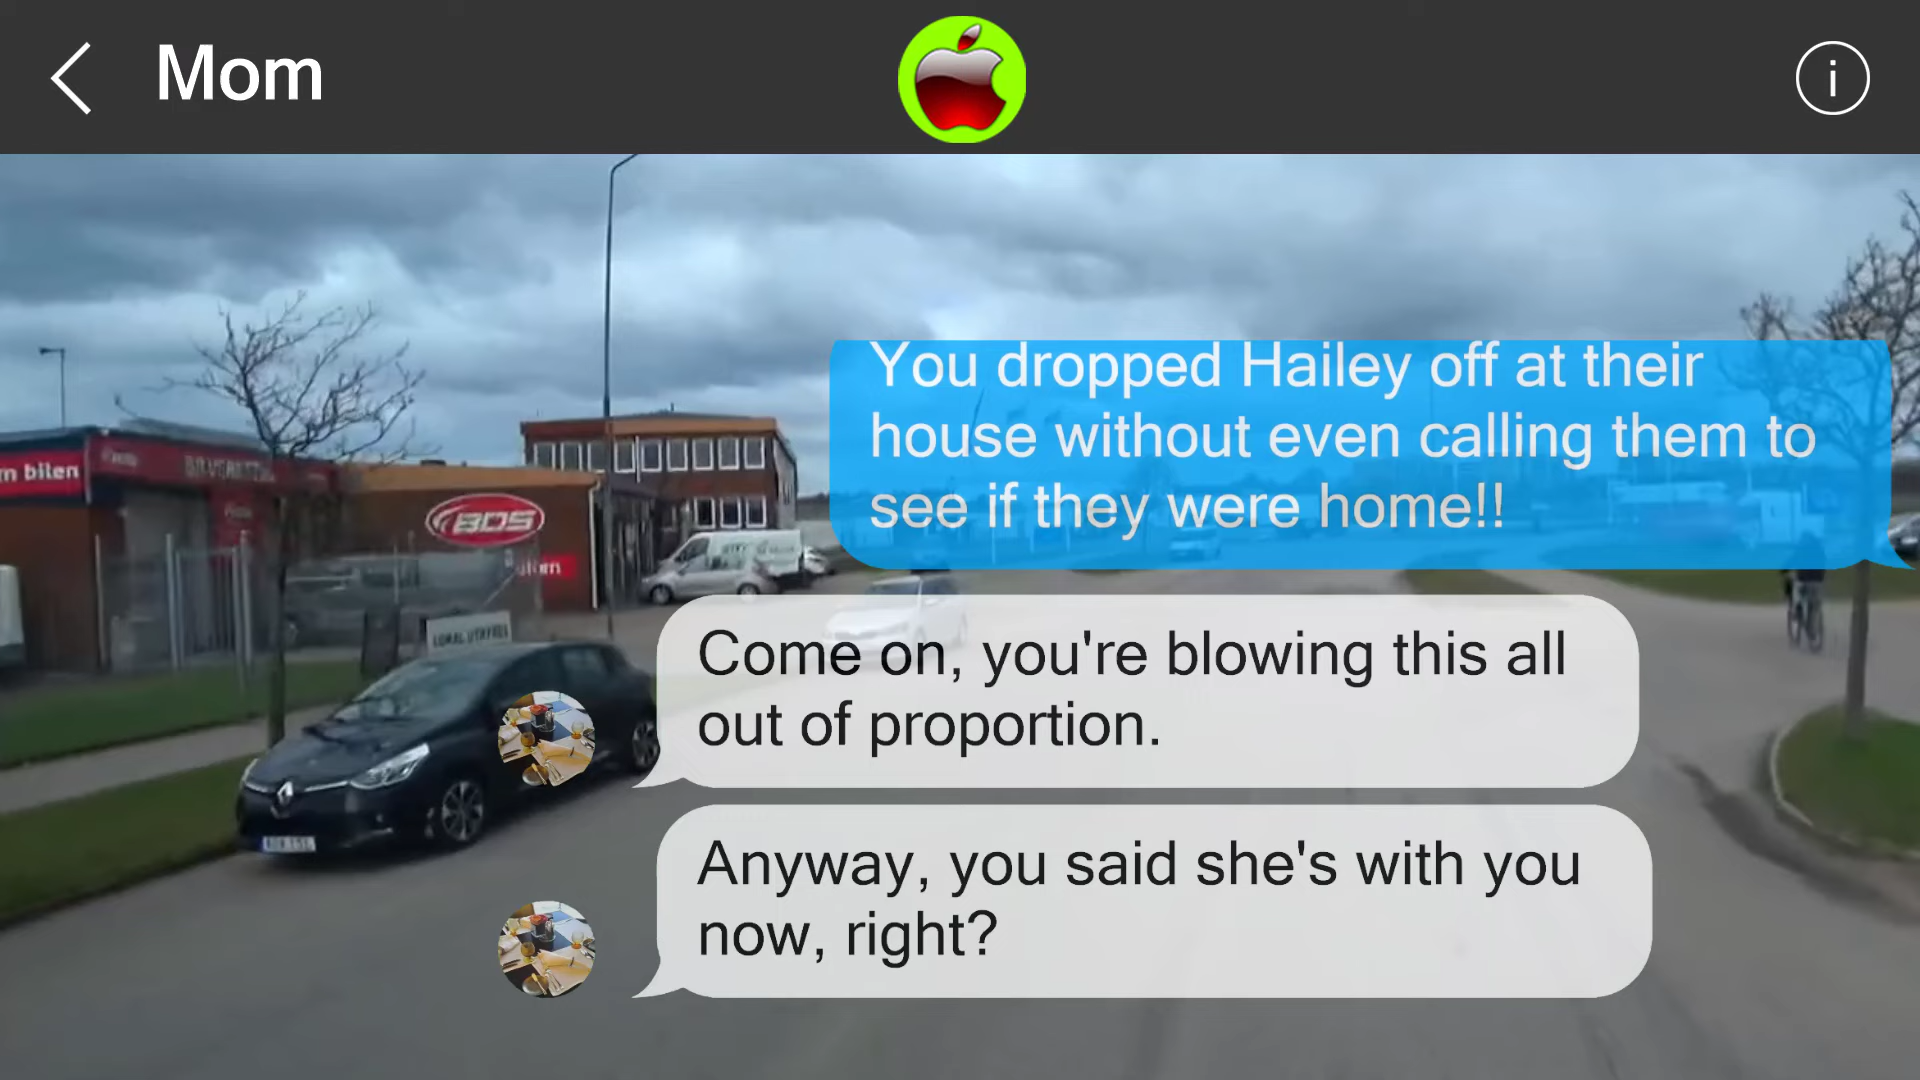 Mom
i
You dropped Hailey off at their
house without even calling them to
see if they were home!!
m bilen
BDS
Come on, you're blowing this all
out of proportion.
Anyway, you said she's with you
now, right?